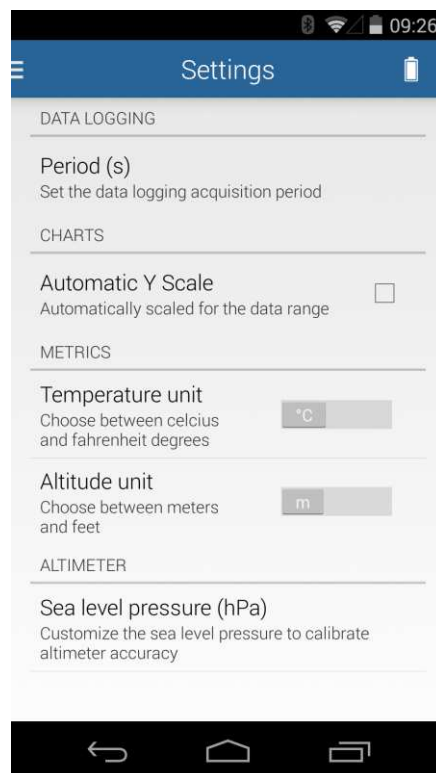 09:26
Settings
DATA LOGGING
Period (s)
Set the data logging acquisition period
CHARTS
Automatic Y Scale
Automatically scaled for the data range
METRICS
Temperature unit
Choose between celcius
and fahrenheit degrees
°C
Altitude unit
Choose between meters
and feet
m
ALTIMETER
Sea level pressure (hPa)
Customize the sea level pressure to calibrate
altimeter accuracy